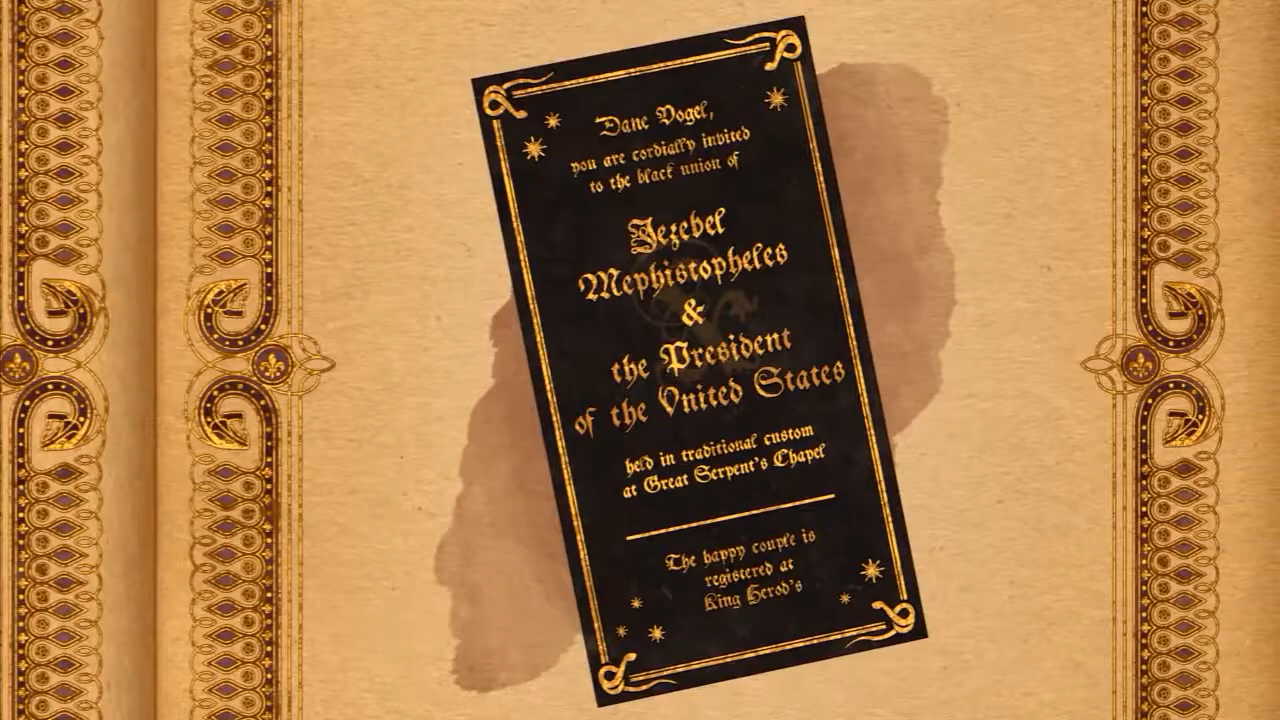 Dane Vogel,
you are cordially invited
to the black union of
Jezebel
Mephistopheles
&
the President
of the Vnited States
held in traditional custom
at Great Serpent's Chapel
The happy couple is
registered at
King Herod's